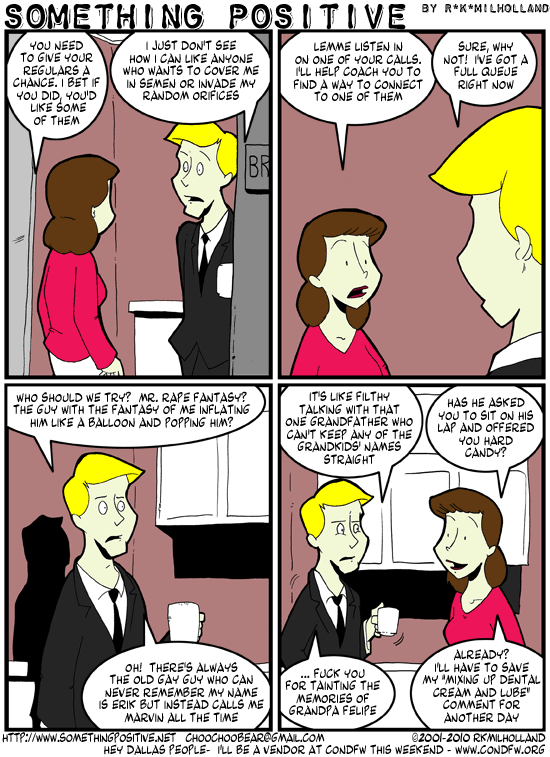 SOMETHING POSITIVE BY R*K*MILHOLLAND
YOU NEED
TO GIVE YOUR
REGULARS A
CHANCE. I BET IF
YOU DID, YOU'D
LIKE SOME
OF THEM
I JUST DON'T SEE
HOW I CAN LIKE ANYONE
WHO WANTS TO COVER ME
IN SEMEN OR INVADE MY
RANDOM ORIFICES
BR
LEMME LISTEN IN
ON ONE OF YOUR CALLS.
I'LL HELP COACH YOU TO
FIND A WAY TO CONNECT
TO ONE OF THEM
SURE, WHY
NOT! I'VE GOT A
FULL QUEUE
RIGHT NOW
WHO SHOULD WE TRY? MR. RAPE FANTASY?
THE GUY WITH THE FANTASY OF ME INFLATING
HIM LIKE A BALLOON AND POPPING HIM?
OH! THERE'S ALWAYS
THE OLD GAY GUY WHO CAN
NEVER REMEMBER MY NAME
IS ERIK BUT INSTEAD CALLS ME
MARVIN ALL THE TIME
IT'S LIKE FILTHY
TALKING WITH THAT
ONE GRANDFATHER WHO
CAN'T KEEP ANY OF THE
GRANDKIDS' NAMES
STRAIGHT
HAS HE ASKED
YOU TO SIT ON HIS
LAP AND OFFERED
YOU HARD
CANDY?
... FUCK YOU
FOR TAINTING THE
MEMORIES OF
GRANDPA FELIPE
ALREADY?
I'LL HAVE TO SAVE
MY "MIXING UP DENTAL
CREAM AND LUBE"
COMMENT FOR
ANOTHER DAY
HTTP://WWW.SOMETHINGPOSITIVE.NET CHOOCHOOBEAR@GMAIL.COM ©2001-2010 RKMILHOLLAND
HEY DALLAS PEOPLE- I'LL BE A VENDOR AT CONDFW THIS WEEKEND - WWW.CONDFW.ORG